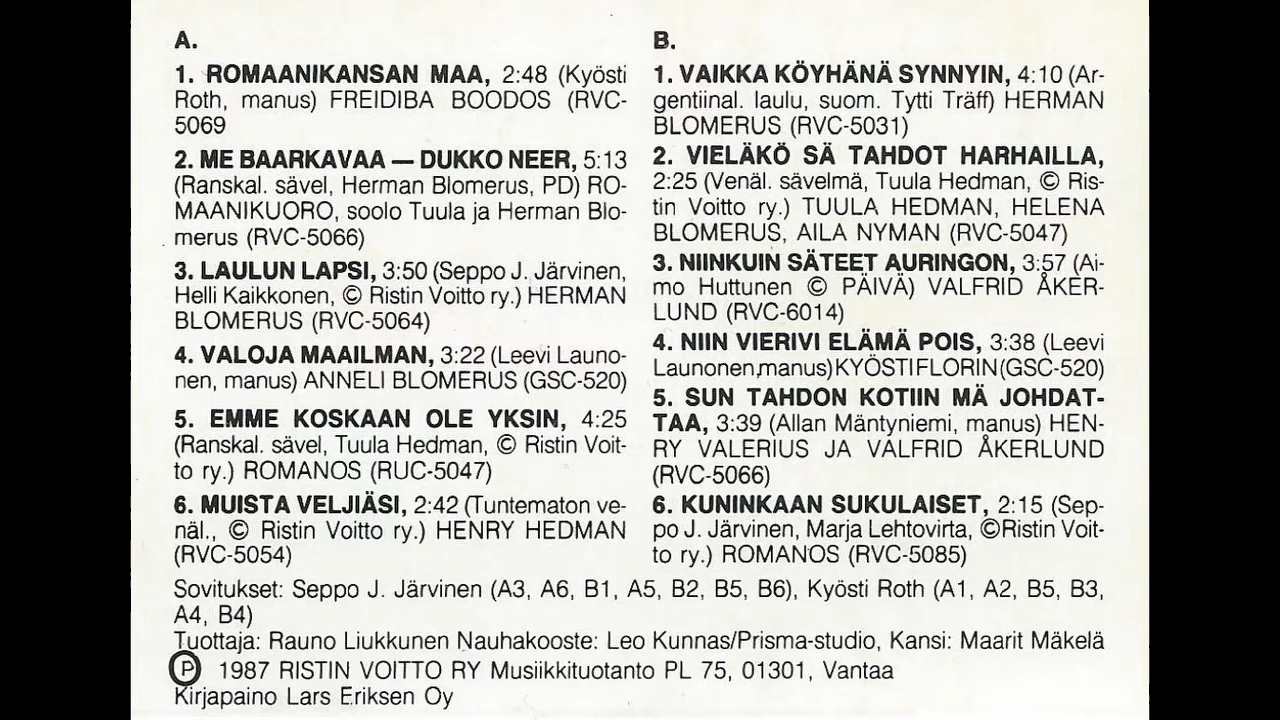 A.
1. ROMAANIKANSAN MAA, 2:48 (Kyösti
Roth, manus) FREIDIBA BOODOS (RVC-
5069
2. ME BAARKAVAA — DUKKO NEER, 5:13
(Ranskal. sävel, Herman Blomerus, PD) RO-
MAANIKUORO, soolo Tuula ja Herman Blo-
merus (RVC-5066)
3. LAULUN LAPSI, 3:50 (Seppo J. Järvinen,
Helli Kaikkonen, © Ristin Voitto ry.) HERMAN
BLOMERUS (RVC-5064)
4. VALOJA MAAILMAN, 3:22 (Leevi Launo-
nen, manus) ANNELI BLOMERUS (GSC-520)
5. EMME KOSKAAN OLE YKSIN, 4:25
(Ranskal. sävel, Tuula Hedman, © Ristin Voit-
to ry.) ROMANOS (RUC-5047)
6. MUISTA VELJIÄSI, 2:42 (Tuntematon ve-
näl., © Ristin Voitto ry.) HENRY HEDMAN
(RVC-5054)
B.
1. VAIKKA KÖYHÄNÄ SYNNYIN, 4:10 (Ar-
gentiinal. laulu, suom. Tytti Träff) HERMAN
BLOMERUS (RVC-5031)
2. VIELÄKÖ SÄ TAHDOT HARHAILLA,
2:25 (Venäl. sävelmä, Tuula Hedman, © Ris-
tin Voitto ry.) TUULA HEDMAN, HELENA
BLOMERUS, AILA NYMAN (RVC-5047)
3. NIINKUIN SÄTEET AURINGON, 3:57 (Ai-
mo Huttunen © PÄIVÄ) VALFRID ÅKER-
LUND (RVC-6014)
4. NIIN VIERIVI ELÄMÄ POIS, 3:38 (Leevi
Launonen,manus) KYÖSTI FLORIN (GSC-520)
5. SUN TAHDON KOTIIN MÄ JOHDAT-
TAA, 3:39 (Allan Mäntyniemi, manus) HEN-
RY VALERIUS JA VALFRID ÅKERLUND
(RVC-5066)
6. KUNINKAAN SUKULAISET, 2:15 (Sep-
po J. Järvinen, Marja Lehtovirta, ©Ristin Voit-
to ry.) ROMANOS (RVC-5085)
Sovitukset: Seppo J. Järvinen (A3, A6, B1, A5, B2, B5, B6), Kyösti Roth (A1, A2, B5, B3,
A4, B4)
Tuottaja: Rauno Liukkunen Nauhakooste: Leo Kunnas/Prisma-studio, Kansi: Maarit Mäkelä
℗ 1987 RISTIN VOITTO RY Musiikkituotanto PL 75, 01301, Vantaa
Kirjapaino Lars Eriksen Oy